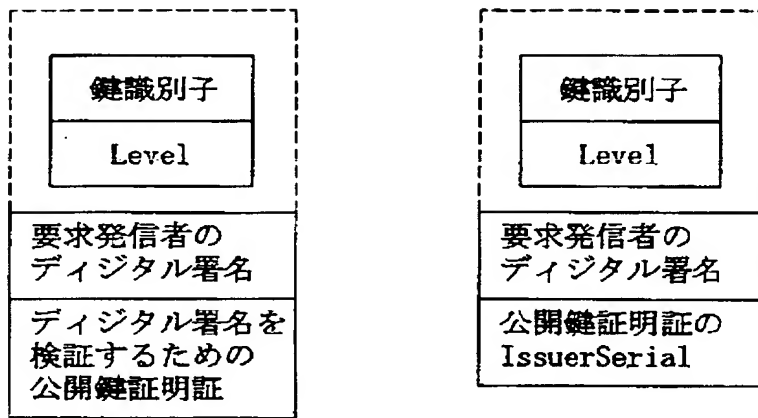 鍵識別子
Level
要求発信者の
ディジタル署名
ディジタル署名を
検証するための
公開鍵証明証
鍵識別子
Level
要求発信者の
ディジタル署名
公開鍵証明証の
IssuerSerial